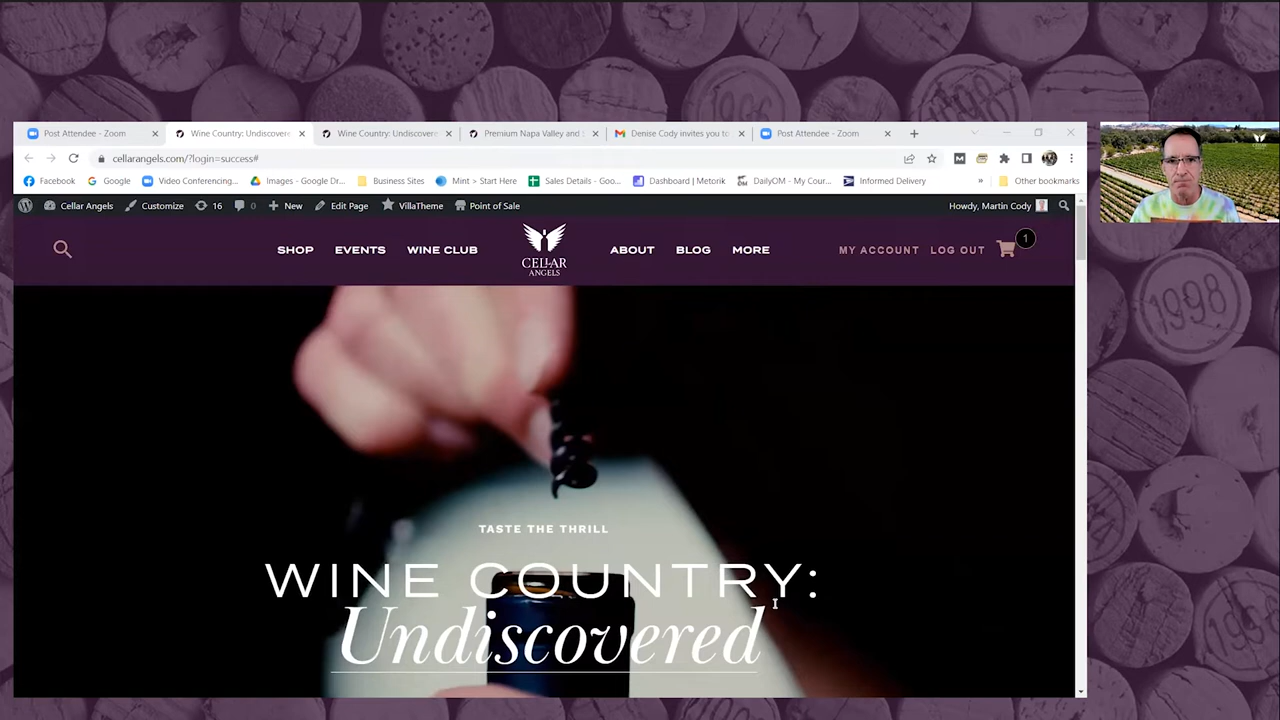 Post Attendee - Zoom
Wine Country: Undiscovere
Wine Country: Undiscovere
Premium Napa Valley and
Denise Cody invites you to
Post Attendee - Zoom
cellarangels.com/?login=success#
Facebook
Google
Video Conferencing...
Images - Google Dr...
Business Sites
Mint > Start Here
Sales Details - Goo...
Dashboard | Metorik
DailyOM - My Cour...
Informed Delivery
»
Other bookmarks
Cellar Angels
Customize
16
0
New
Edit Page
VillaTheme
Point of Sale
Howdy, Martin Cody
SHOP
EVENTS
WINE CLUB
CELLAR
ANGELS
ABOUT
BLOG
MORE
MY ACCOUNT
LOG OUT
1
TASTE THE THRILL
WINE COUNTRY:
Undiscovered
1998
1998